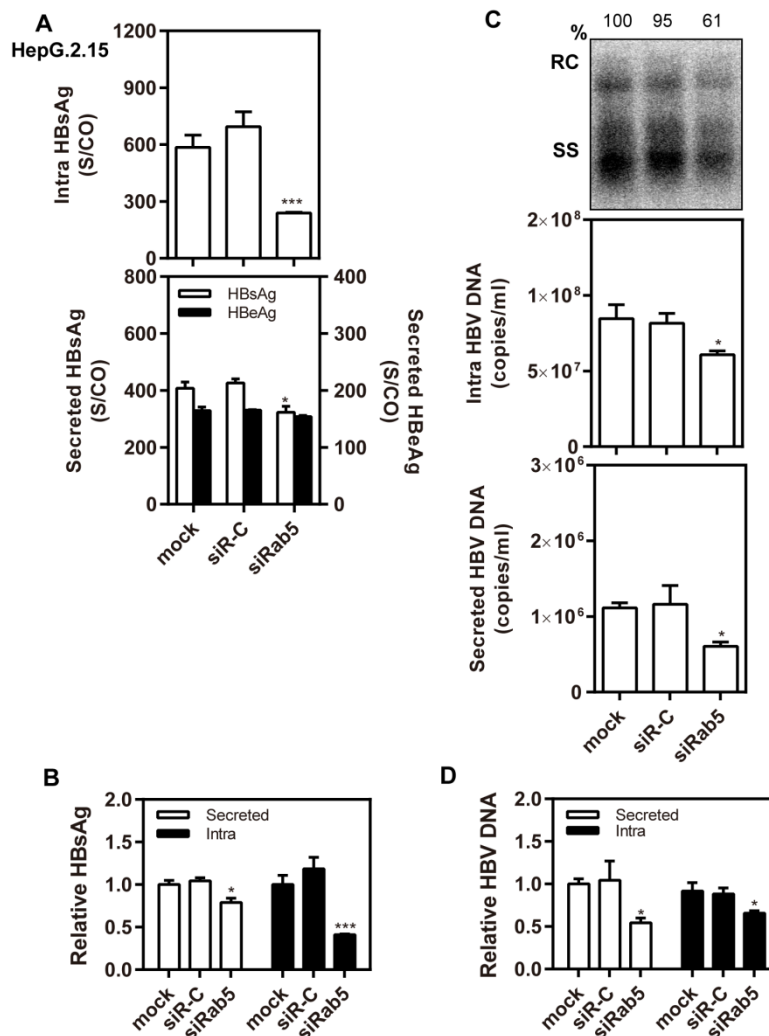 A
HepG.2.15
1200
900
600
300
0
Intra HBsAg
(S/CO)
***
800
600
400
200
0
Secreted HBsAg
(S/CO)
HBsAg
HBeAg
*
400
300
200
100
0
Secreted HBeAg
(S/CO)
mock
siR-C
siRab5
C
% 100 95 61
RC
SS
2×10⁸
1×10⁸
5×10⁷
0
Intra HBV DNA
(copies/ml)
*
3×10⁶
2×10⁶
1×10⁶
0
Secreted HBV DNA
(copies/ml)
*
mock
siR-C
siRab5
B
2.0
1.5
1.0
0.5
0.0
Relative HBsAg
Secreted
Intra
*
***
mock
siR-C
siRab5
mock
siR-C
siRab5
D
2.0
1.5
1.0
0.5
0.0
Relative HBV DNA
Secreted
Intra
*
*
mock
siR-C
siRab5
mock
siR-C
siRab5